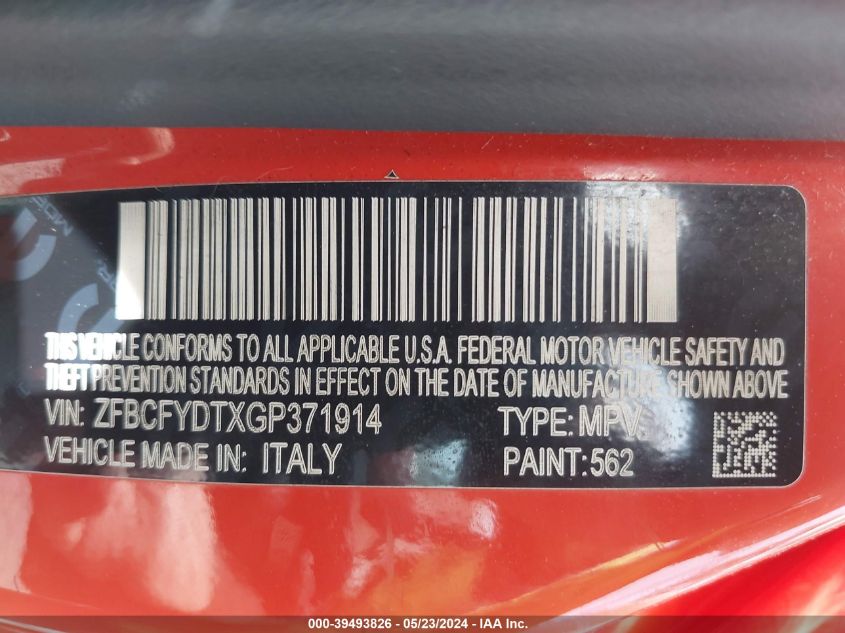 THIS VEHICLE CONFORMS TO ALL APPLICABLE U.S.A. FEDERAL MOTOR VEHICLE SAFETY AND
THEFT PREVENTION STANDARDS IN EFFECT ON THE DATE OF MANUFACTURE SHOWN ABOVE
VIN: ZFBCFYDTXGP371914 TYPE: MPV
VEHICLE MADE IN: ITALY PAINT:562
000-39493826 / 05/23/2024 - IAA Inc.